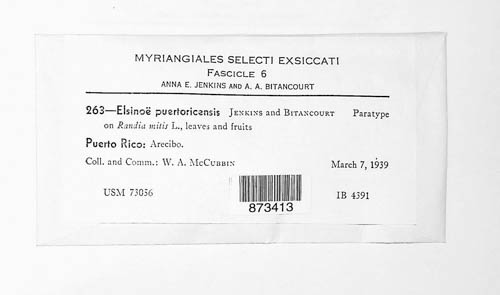 MYRIANGIALES SELECTI EXSICCATI
FASCICLE 6
ANNA E. JENKINS AND A. A. BITANCOURT
263—Elsinoë puertoricensis JENKINS and BITANCOURT Paratype
on Randia mitis L., leaves and fruits
Puerto Rico: Arecibo.
Coll. and Comm.: W. A. McCUBBIN March 7, 1939
USM 73056 IB 4391
873413